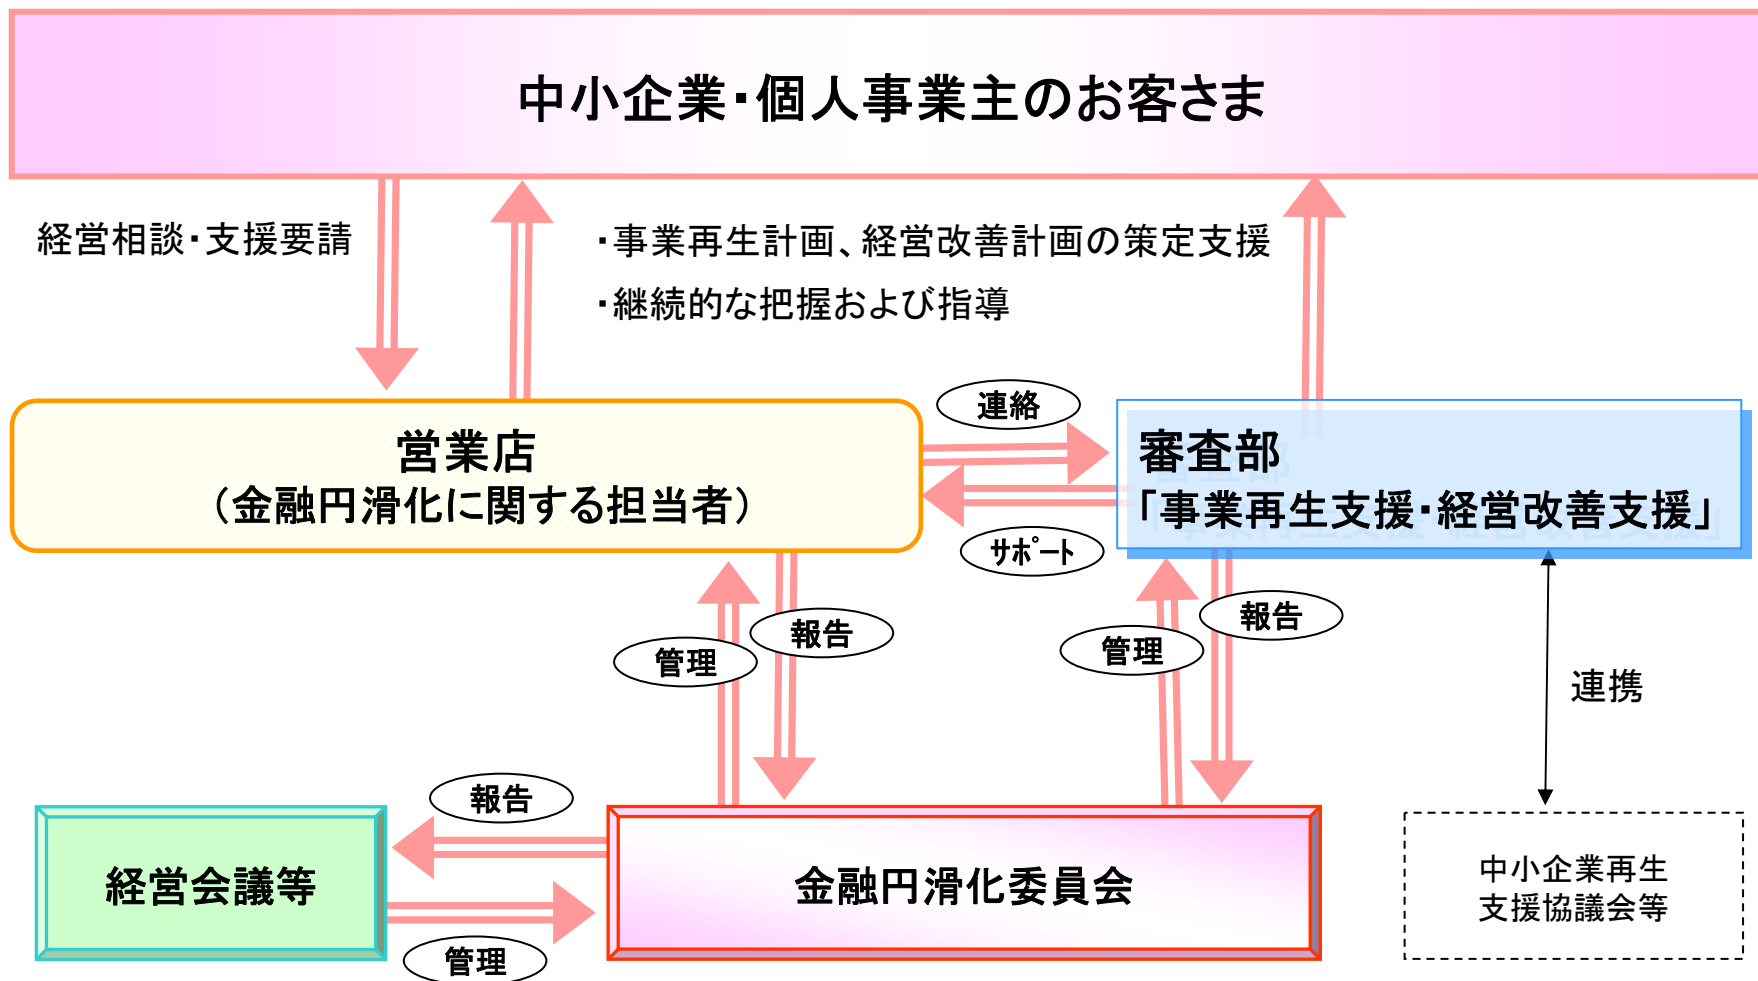 中小企業・個人事業主のお客さま
経営相談・支援要請
・事業再生計画、経営改善計画の策定支援
・継続的な把握および指導
連絡
営業店
（金融円滑化に関する担当者）
審査部
「事業再生支援・経営改善支援」
サポート
報告
管理
報告
管理
連携
報告
経営会議等
金融円滑化委員会
中小企業再生
支援協議会等
管理